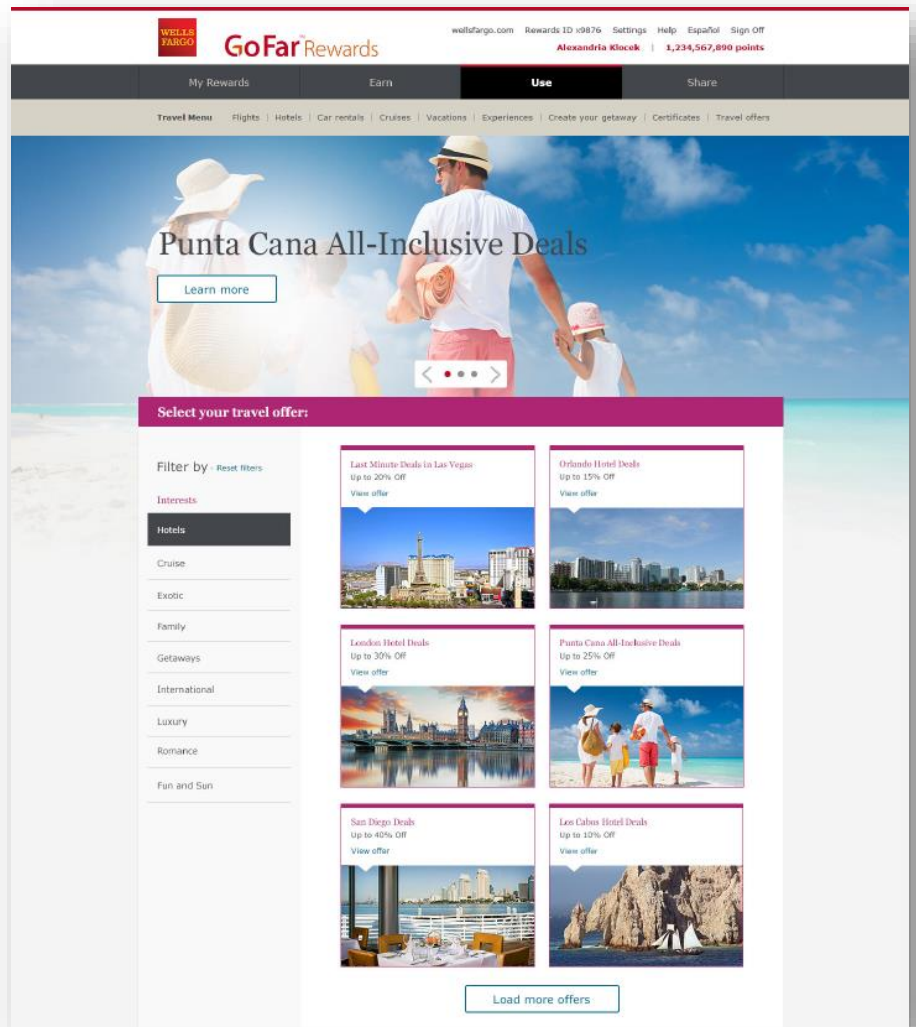 WELLS
FARGO
Go Far™ Rewards
wellsfargo.com Rewards ID x9876 Settings Help Español Sign Off
Alexandria Klocek | 1,234,567,890 points
My Rewards Earn Use Share
Travel Menu Flights | Hotels | Car rentals | Cruises | Vacations | Experiences | Create your getaway | Certificates | Travel offers
Punta Cana All-Inclusive Deals
Learn more
Select your travel offer:
Filter by - Reset filters
Interests
Hotels
Cruise
Exotic
Family
Getaways
International
Luxury
Romance
Fun and Sun
Last Minute Deals in Las Vegas
Up to 20% Off
View offer
Orlando Hotel Deals
Up to 15% Off
View offer
London Hotel Deals
Up to 30% Off
View offer
Punta Cana All-Inclusive Deals
Up to 25% Off
View offer
San Diego Deals
Up to 40% Off
View offer
Los Cabos Hotel Deals
Up to 10% Off
View offer
Load more offers